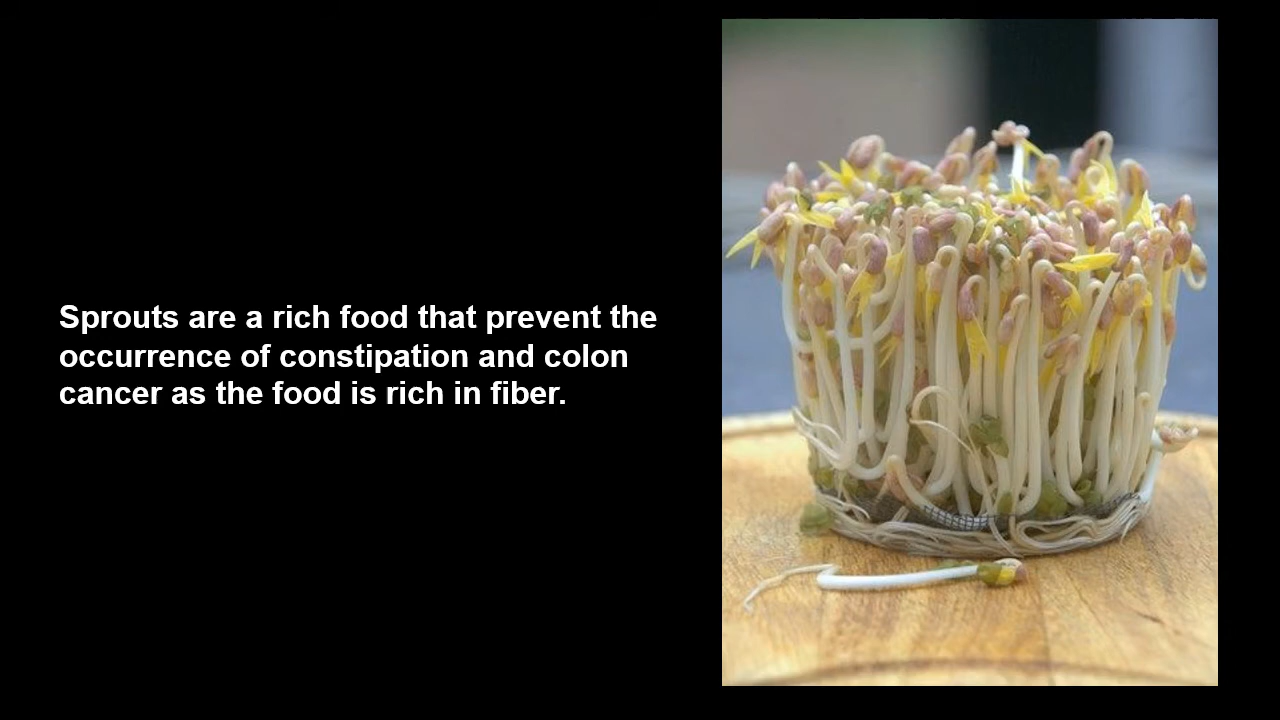 Sprouts are a rich food that prevent the
occurrence of constipation and colon
cancer as the food is rich in fiber.